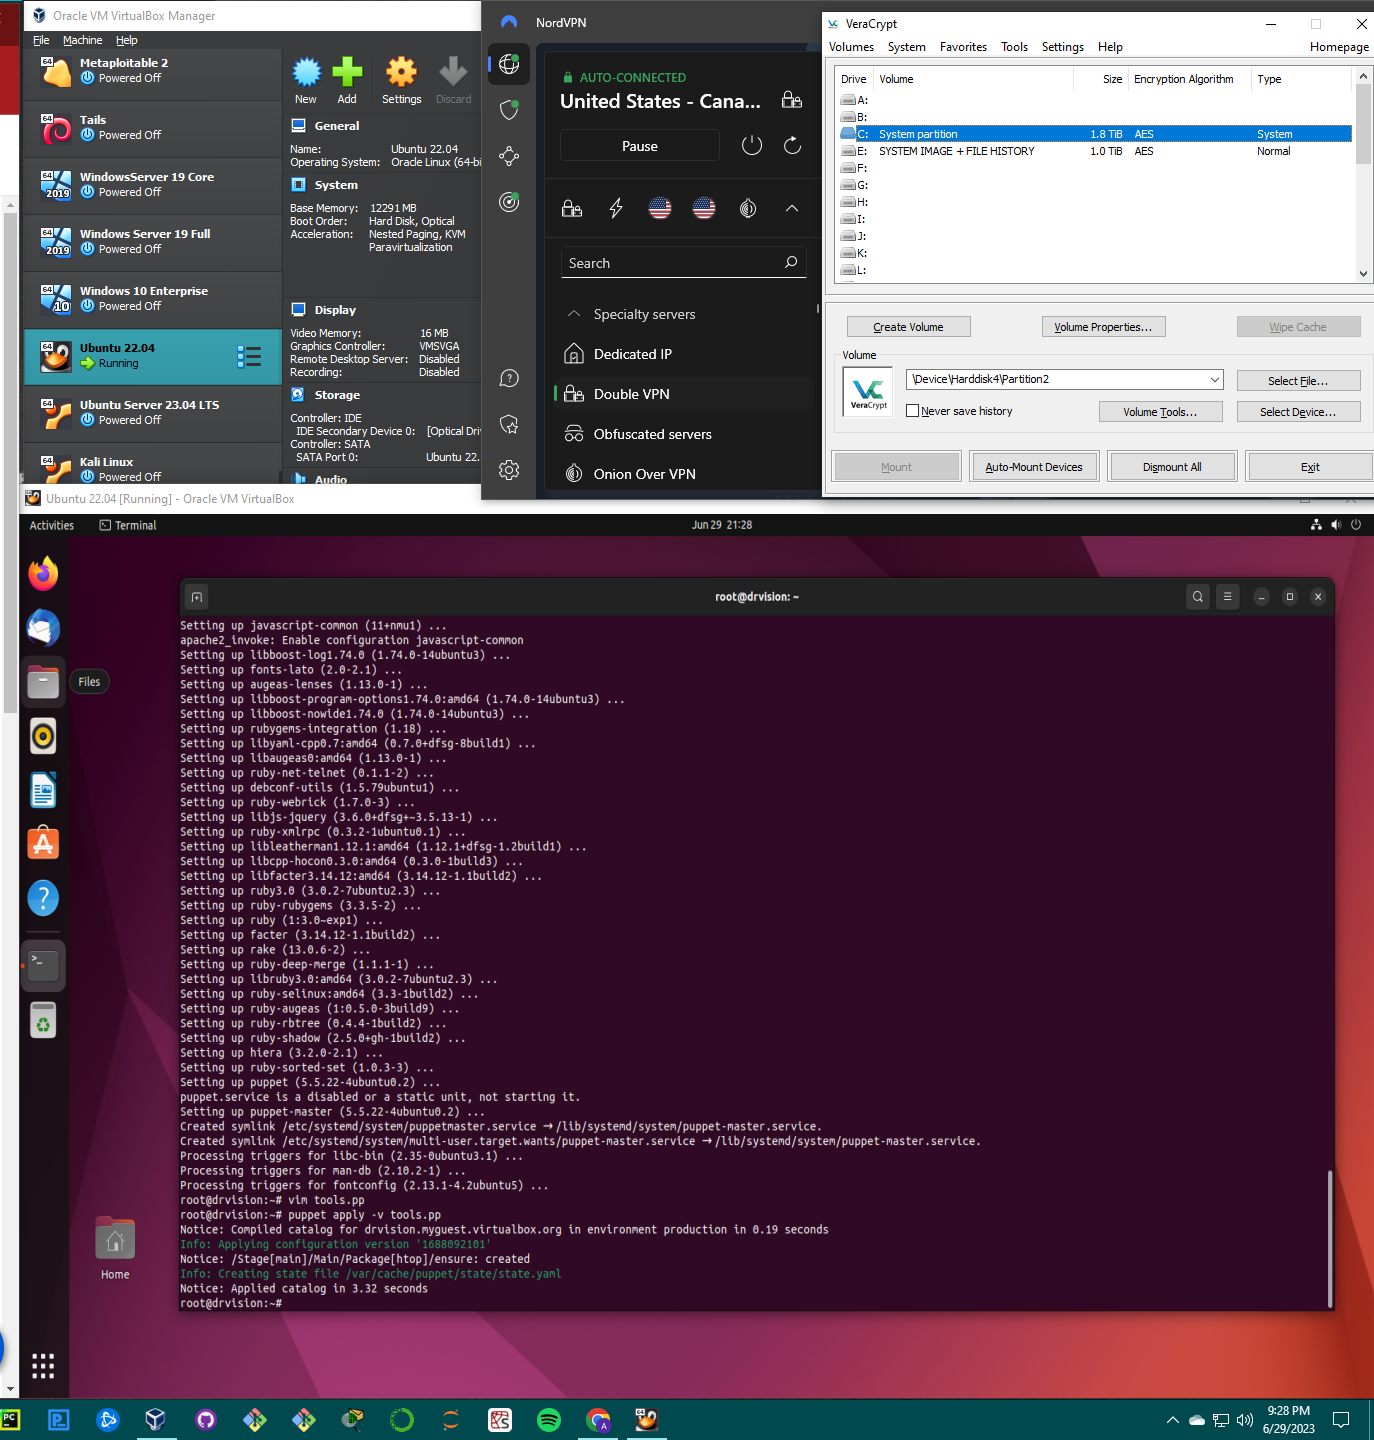 Oracle VM VirtualBox Manager
File Machine Help
64 Metaploitable 2
Powered Off
64 Tails
Powered Off
64 2019 WindowsServer 19 Core
Powered Off
64 2019 Windows Server 19 Full
Powered Off
64 10 Windows 10 Enterprise
Powered Off
64 Ubuntu 22.04
Running
64 Ubuntu Server 23.04 LTS
Powered Off
64 Kali Linux
Powered Off
New Add Settings Discard
General
Name: Ubuntu 22.04
Operating System: Oracle Linux (64-bi
System
Base Memory: 12291 MB
Boot Order: Hard Disk, Optical
Acceleration: Nested Paging, KVM
Paravirtualization
Display
Video Memory: 16 MB
Graphics Controller: VMSVGA
Remote Desktop Server: Disabled
Recording: Disabled
Storage
Controller: IDE
IDE Secondary Device 0: [Optical Driv
Controller: SATA
SATA Port 0: Ubuntu 22.
Audio
NordVPN
AUTO-CONNECTED
United States - Cana...
Pause
Search
Specialty servers
Dedicated IP
Double VPN
Obfuscated servers
Onion Over VPN
VeraCrypt
Volumes System Favorites Tools Settings Help Homepage
Drive Volume Size Encryption Algorithm Type
A:
B:
C: System partition 1.8 TiB AES System
E: SYSTEM IMAGE + FILE HISTORY 1.0 TiB AES Normal
F:
G:
H:
I:
J:
K:
L:
Create Volume Volume Properties... Wipe Cache
Volume
VeraCrypt
\Device\Harddisk4\Partition2 Select File...
Never save history Volume Tools... Select Device...
Mount Auto-Mount Devices Dismount All Exit
Ubuntu 22.04 [Running] - Oracle VM VirtualBox
Activities Terminal Jun 29 21:28
Files
Home
root@drvision: ~
Setting up javascript-common (11+nmu1) ...
apache2_invoke: Enable configuration javascript-common
Setting up libboost-log1.74.0 (1.74.0-14ubuntu3) ...
Setting up fonts-lato (2.0-2.1) ...
Setting up augeas-lenses (1.13.0-1) ...
Setting up libboost-program-options1.74.0:amd64 (1.74.0-14ubuntu3) ...
Setting up libboost-nowide1.74.0 (1.74.0-14ubuntu3) ...
Setting up rubygems-integration (1.18) ...
Setting up libyaml-cpp0.7:amd64 (0.7.0+dfsg-8build1) ...
Setting up libaugeas0:amd64 (1.13.0-1) ...
Setting up ruby-net-telnet (0.1.1-2) ...
Setting up debconf-utils (1.5.79ubuntu1) ...
Setting up ruby-webrick (1.7.0-3) ...
Setting up libjs-jquery (3.6.0+dfsg+~3.5.13-1) ...
Setting up ruby-xmlrpc (0.3.2-1ubuntu0.1) ...
Setting up libleatherman1.12.1:amd64 (1.12.1+dfsg-1.2build1) ...
Setting up libcpp-hocon0.3.0:amd64 (0.3.0-1build3) ...
Setting up libfacter3.14.12:amd64 (3.14.12-1.1build2) ...
Setting up ruby3.0 (3.0.2-7ubuntu2.3) ...
Setting up ruby-rubygems (3.3.5-2) ...
Setting up ruby (1:3.0~exp1) ...
Setting up facter (3.14.12-1.1build2) ...
Setting up rake (13.0.6-2) ...
Setting up ruby-deep-merge (1.1.1-1) ...
Setting up libruby3.0:amd64 (3.0.2-7ubuntu2.3) ...
Setting up ruby-selinux:amd64 (3.3-1build2) ...
Setting up ruby-augeas (1:0.5.0-3build9) ...
Setting up ruby-rbtree (0.4.4-1build2) ...
Setting up ruby-shadow (2.5.0+gh-1build2) ...
Setting up hiera (3.2.0-2.1) ...
Setting up ruby-sorted-set (1.0.3-3) ...
Setting up puppet (5.5.22-4ubuntu0.2) ...
puppet.service is a disabled or a static unit, not starting it.
Setting up puppet-master (5.5.22-4ubuntu0.2) ...
Created symlink /etc/systemd/system/puppetmaster.service → /lib/systemd/system/puppet-master.service.
Created symlink /etc/systemd/system/multi-user.target.wants/puppet-master.service → /lib/systemd/system/puppet-master.service.
Processing triggers for libc-bin (2.35-0ubuntu3.1) ...
Processing triggers for man-db (2.10.2-1) ...
Processing triggers for fontconfig (2.13.1-4.2ubuntu5) ...
root@drvision:~# vim tools.pp
root@drvision:~# puppet apply -v tools.pp
Notice: Compiled catalog for drvision.myguest.virtualbox.org in environment production in 0.19 seconds
Info: Applying configuration version '1688092101'
Notice: /Stage[main]/Main/Package[htop]/ensure: created
Info: Creating state file /var/cache/puppet/state/state.yaml
Notice: Applied catalog in 3.32 seconds
root@drvision:~#
PC
9:28 PM
6/29/2023